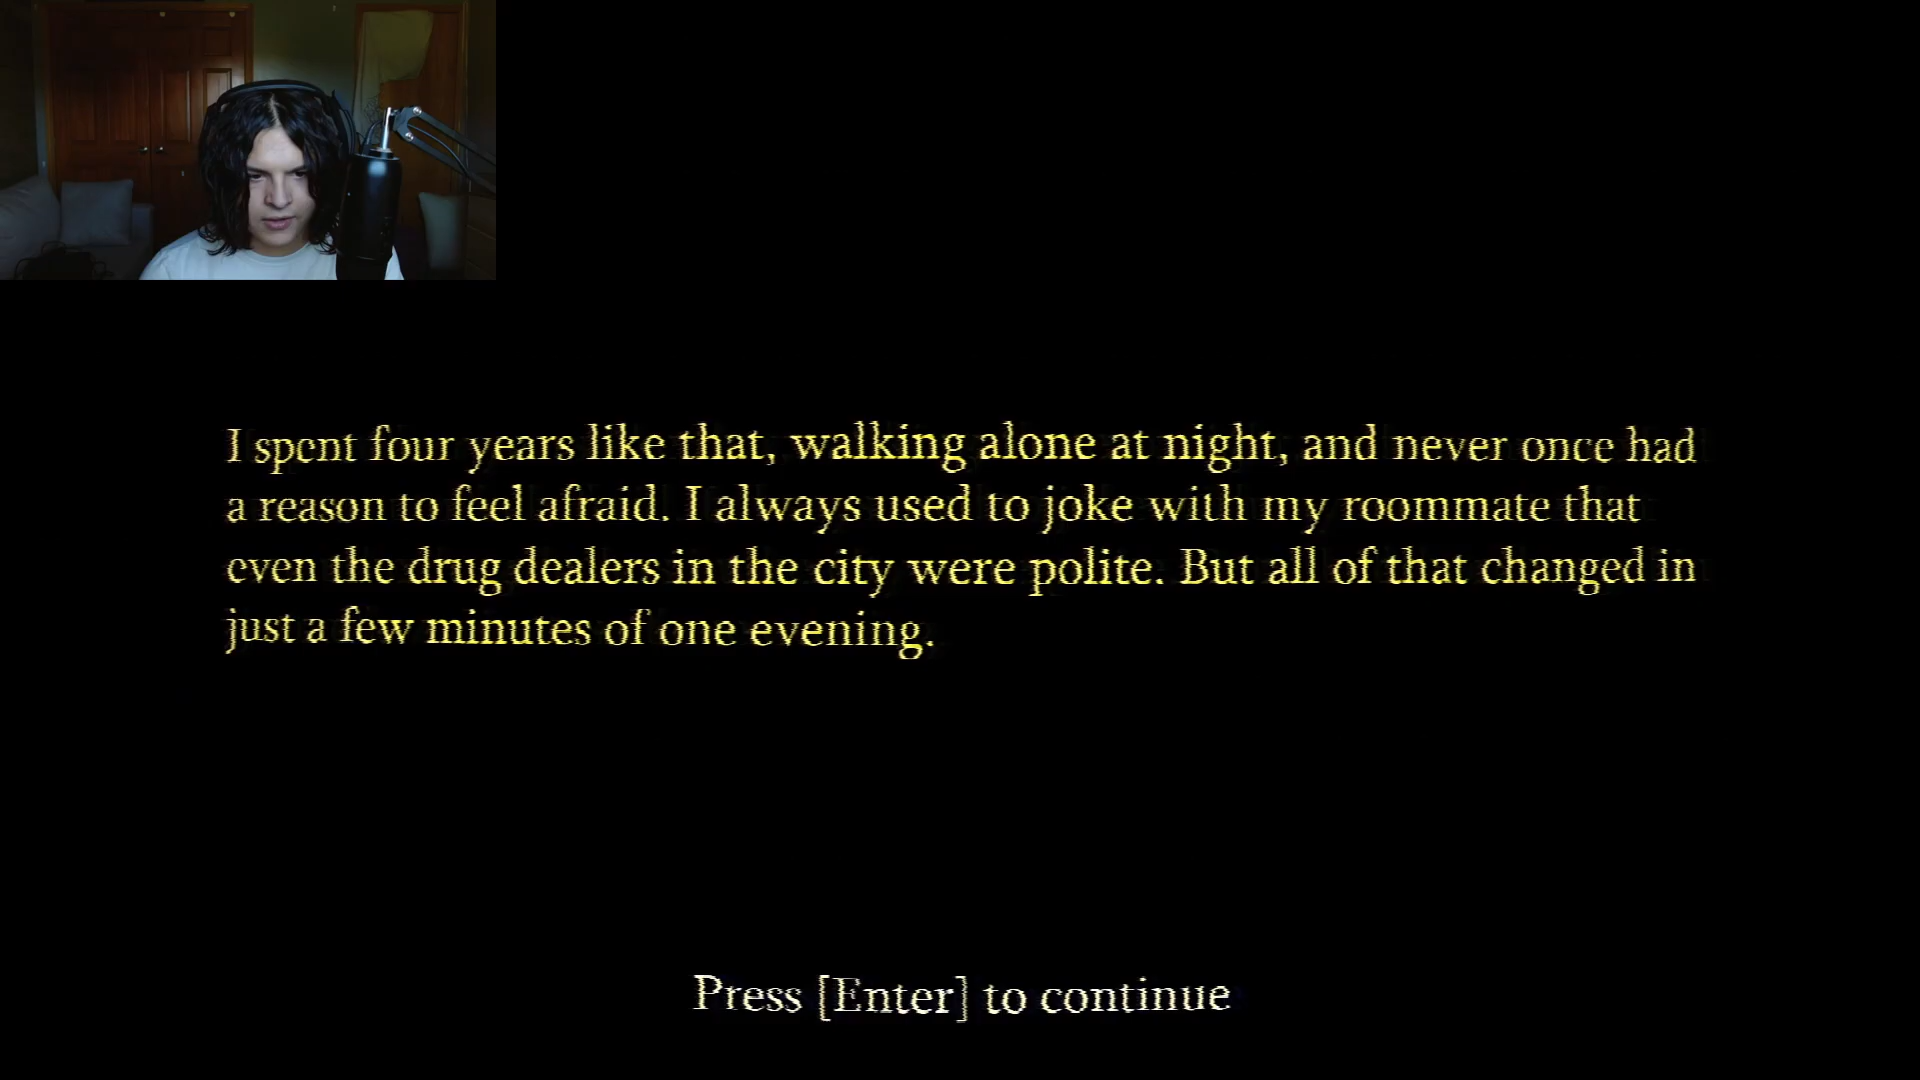 I spent four years like that, walking alone at night, and never once had
a reason to feel afraid. I always used to joke with my roommate that
even the drug dealers in the city were polite. But all of that changed in
just a few minutes of one evening.
Press [Enter] to continue